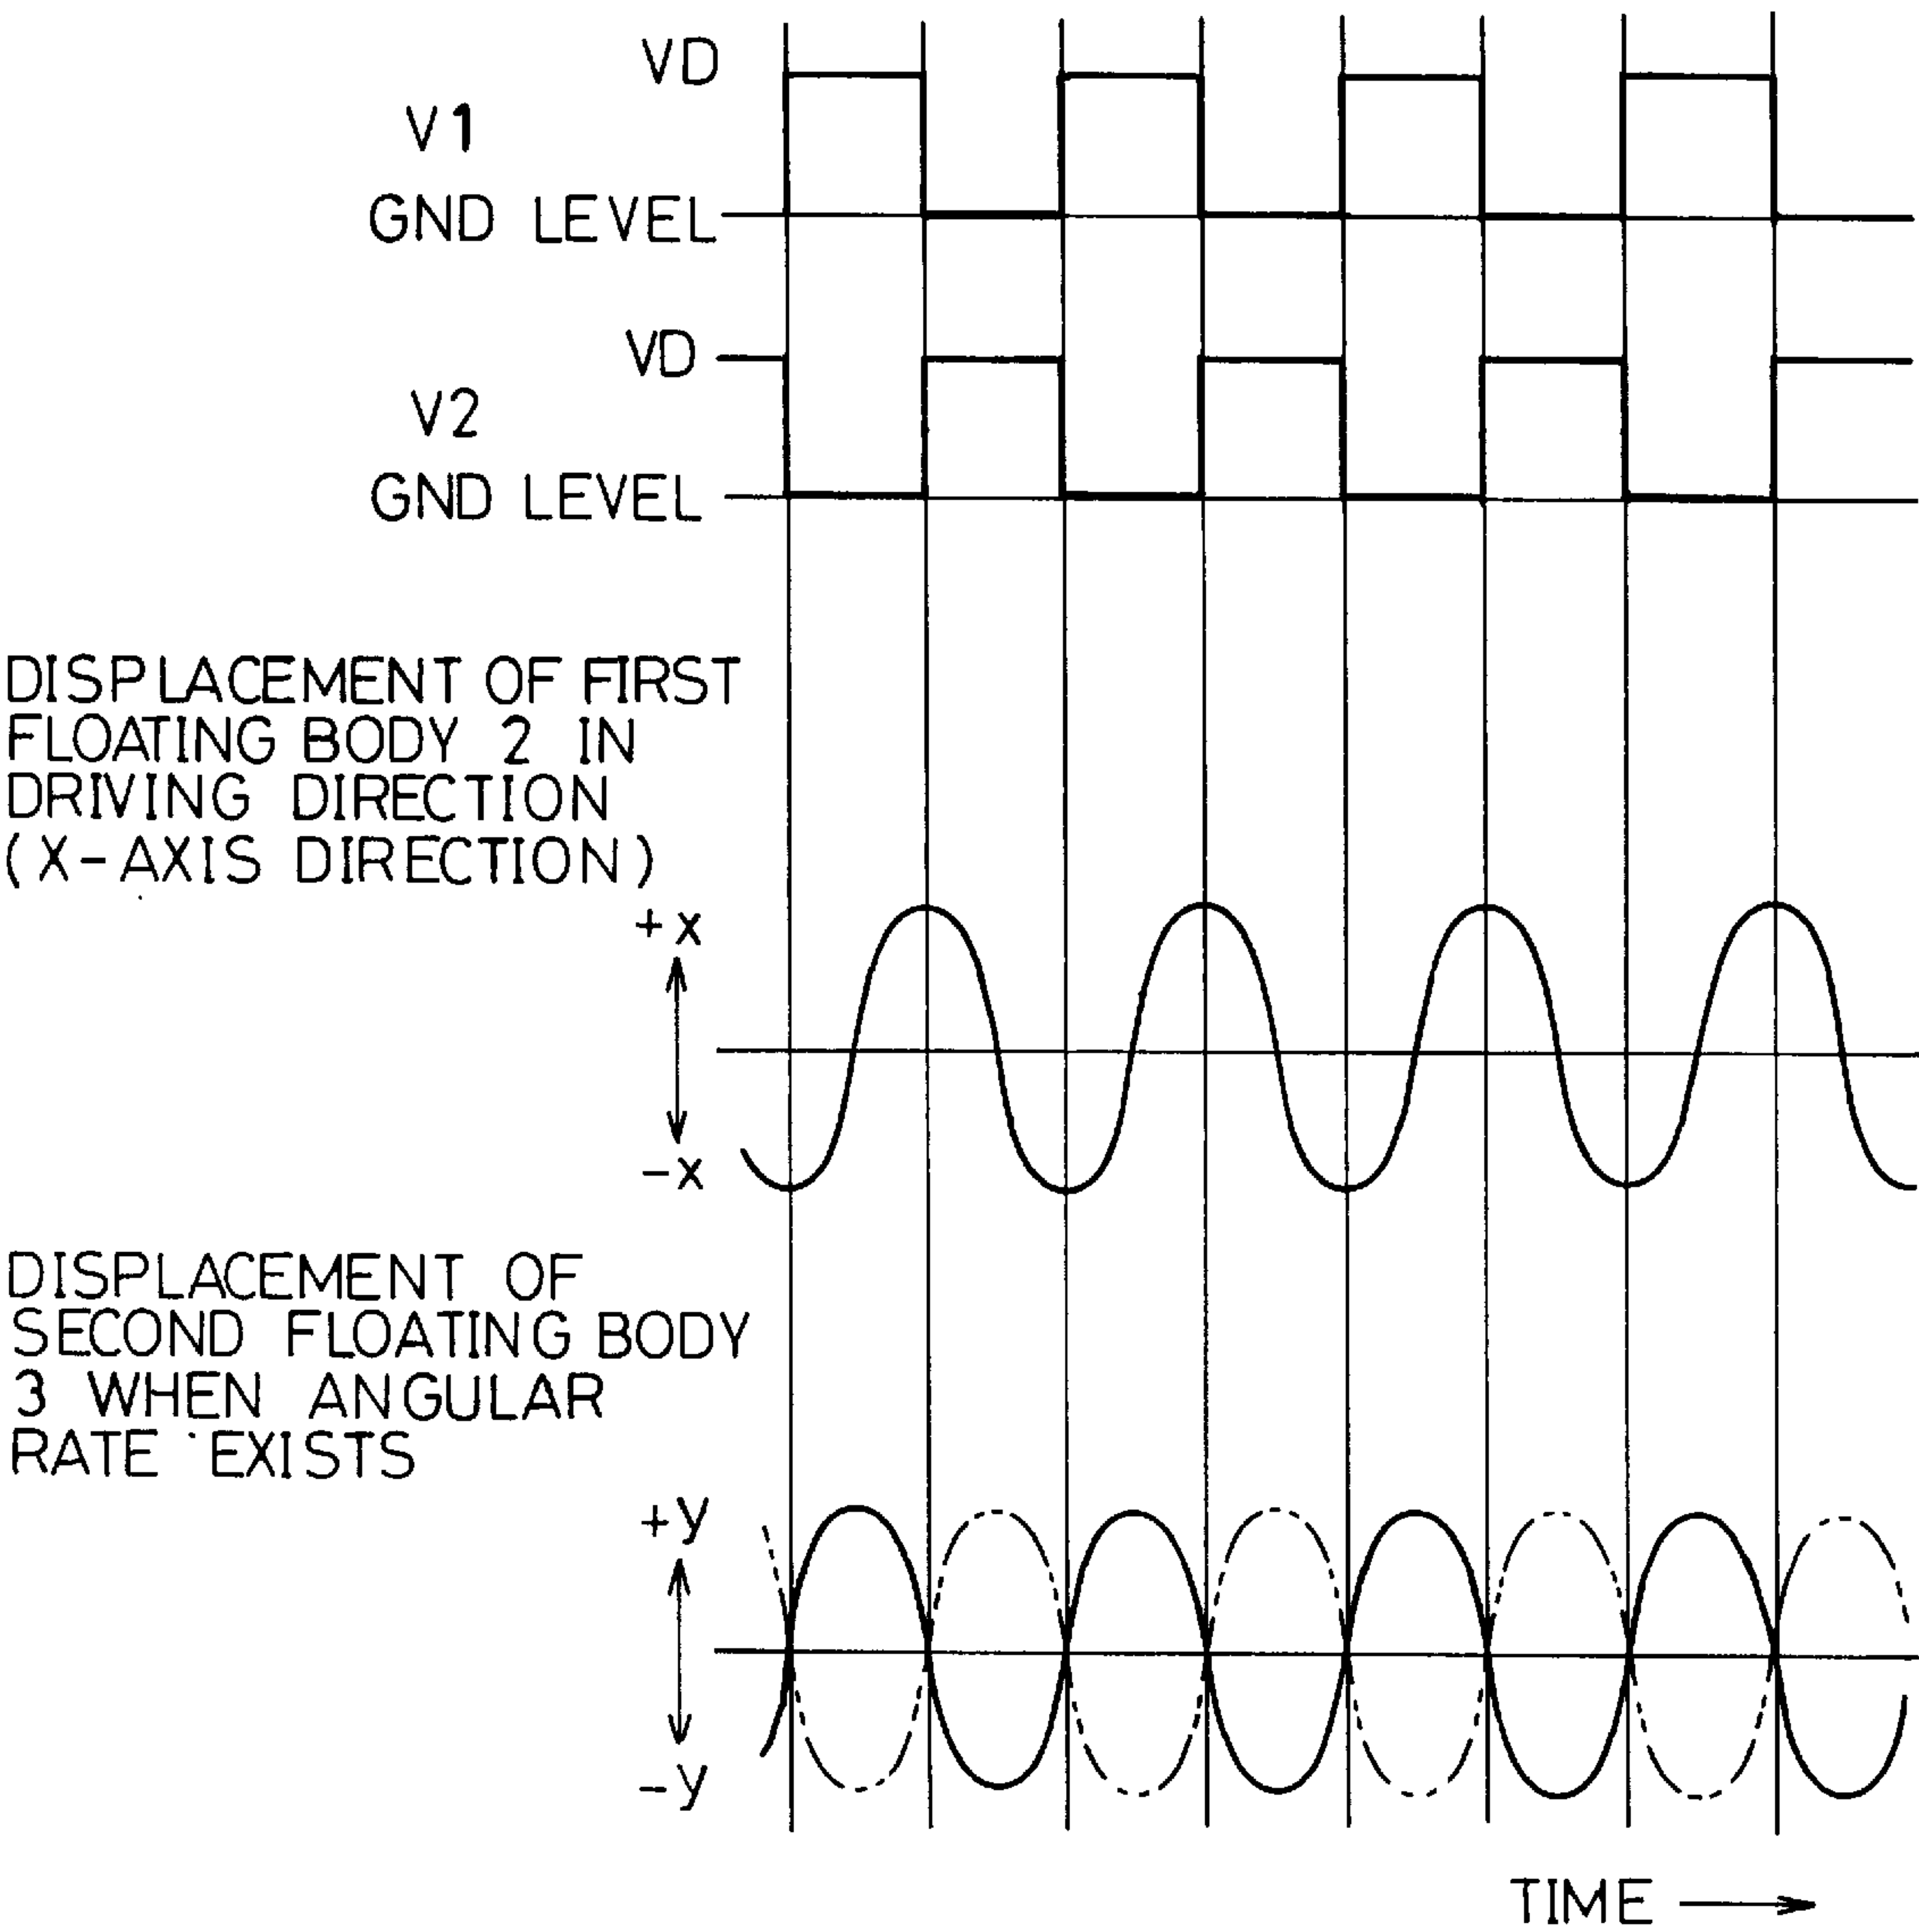 VD
V1
GND LEVEL
VD
V2
GND LEVEL
DISPLACEMENT OF FIRST
FLOATING BODY 2 IN
DRIVING DIRECTION
(X-AXIS DIRECTION)
+x
-x
DISPLACEMENT OF
SECOND FLOATING BODY
3 WHEN ANGULAR
RATE EXISTS
+y
-y
TIME